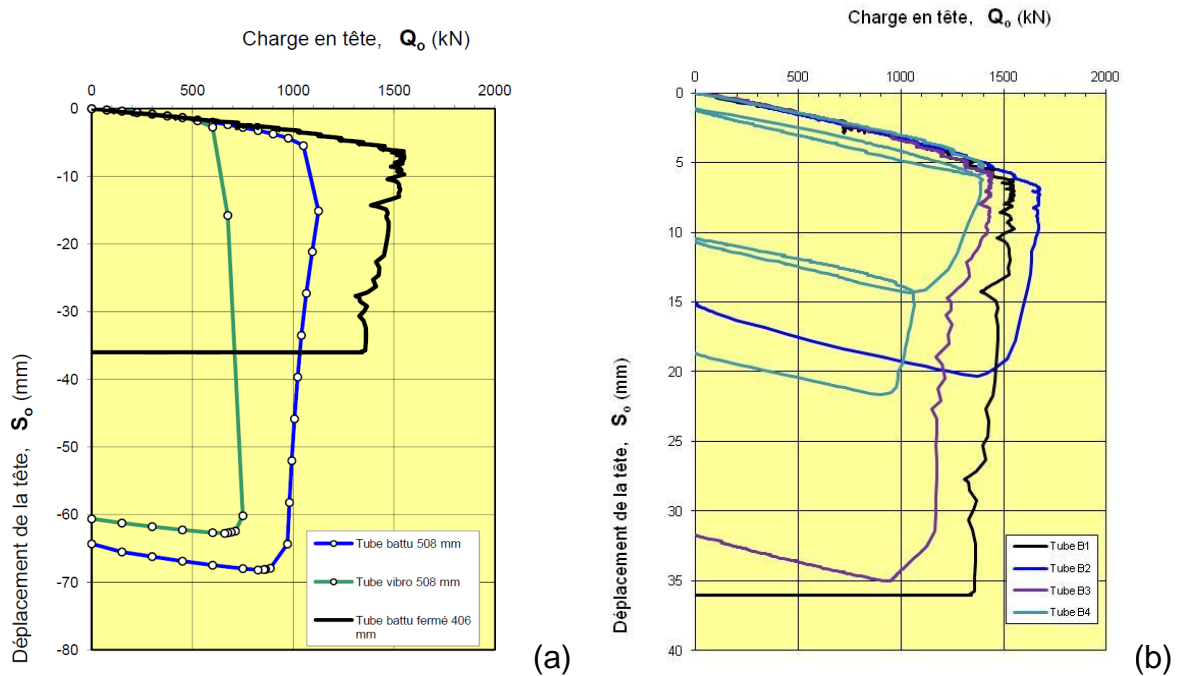 Charge en tête, Qo (kN)
0 500 1000 1500 2000
0
-10
-20
-30
-40
-50
-60
-70
-80
Déplacement de la tête, So (mm)
Tube battu 508 mm
Tube vibro 508 mm
Tube battu fermé 406
mm
(a)
Charge en tête, Qo (kN)
0 500 1000 1500 2000
0
5
10
15
20
25
30
35
40
Déplacement de la tête, So (mm)
Tube B1
Tube B2
Tube B3
Tube B4
(b)